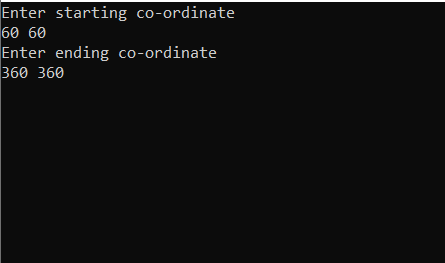 Enter starting co-ordinate
60 60
Enter ending co-ordinate
360 360